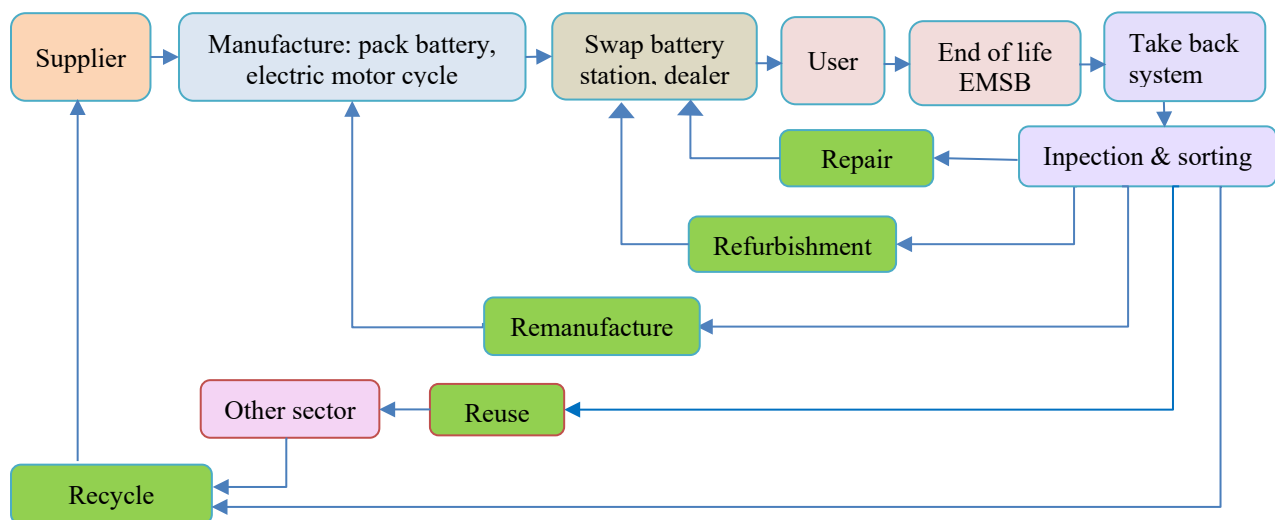 Supplier
Manufacture: pack battery,
electric motor cycle
Swap battery
station, dealer
User
End of life
EMSB
Take back
system
Repair
Inpection & sorting
Refurbishment
Remanufacture
Other sector
Reuse
Recycle